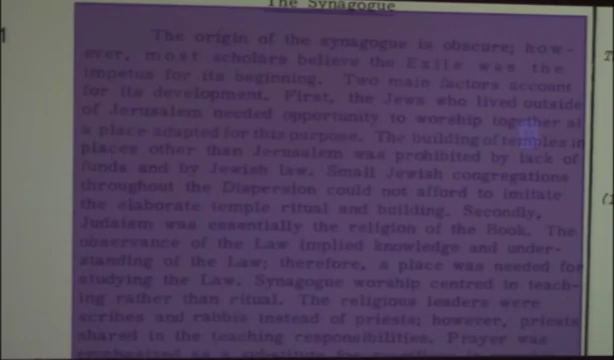 The Synagogue
1
The origin of the synagogue is obscure; how-
ever, most scholars believe the Exile was the
impetus for its beginning. Two main factors account
for its development. First, the Jews who lived outside
of Jerusalem needed opportunity to worship together at
a place adapted for this purpose. The building of temples in
places other than Jerusalem was prohibited by lack of
funds and by Jewish law. Small Jewish congregations
throughout the Dispersion could not afford to imitate
the elaborate temple ritual and building. Secondly,
Judaism was essentially the religion of the Book. The
observance of the Law implied knowledge and under-
standing of the Law; therefore, a place was needed for
studying the Law. Synagogue worship centred in teach-
ing rather than ritual. The religious leaders were
scribes and rabbis instead of priests; however, priests
shared in the teaching responsibilities. Prayer was
emphasized as a substitute for